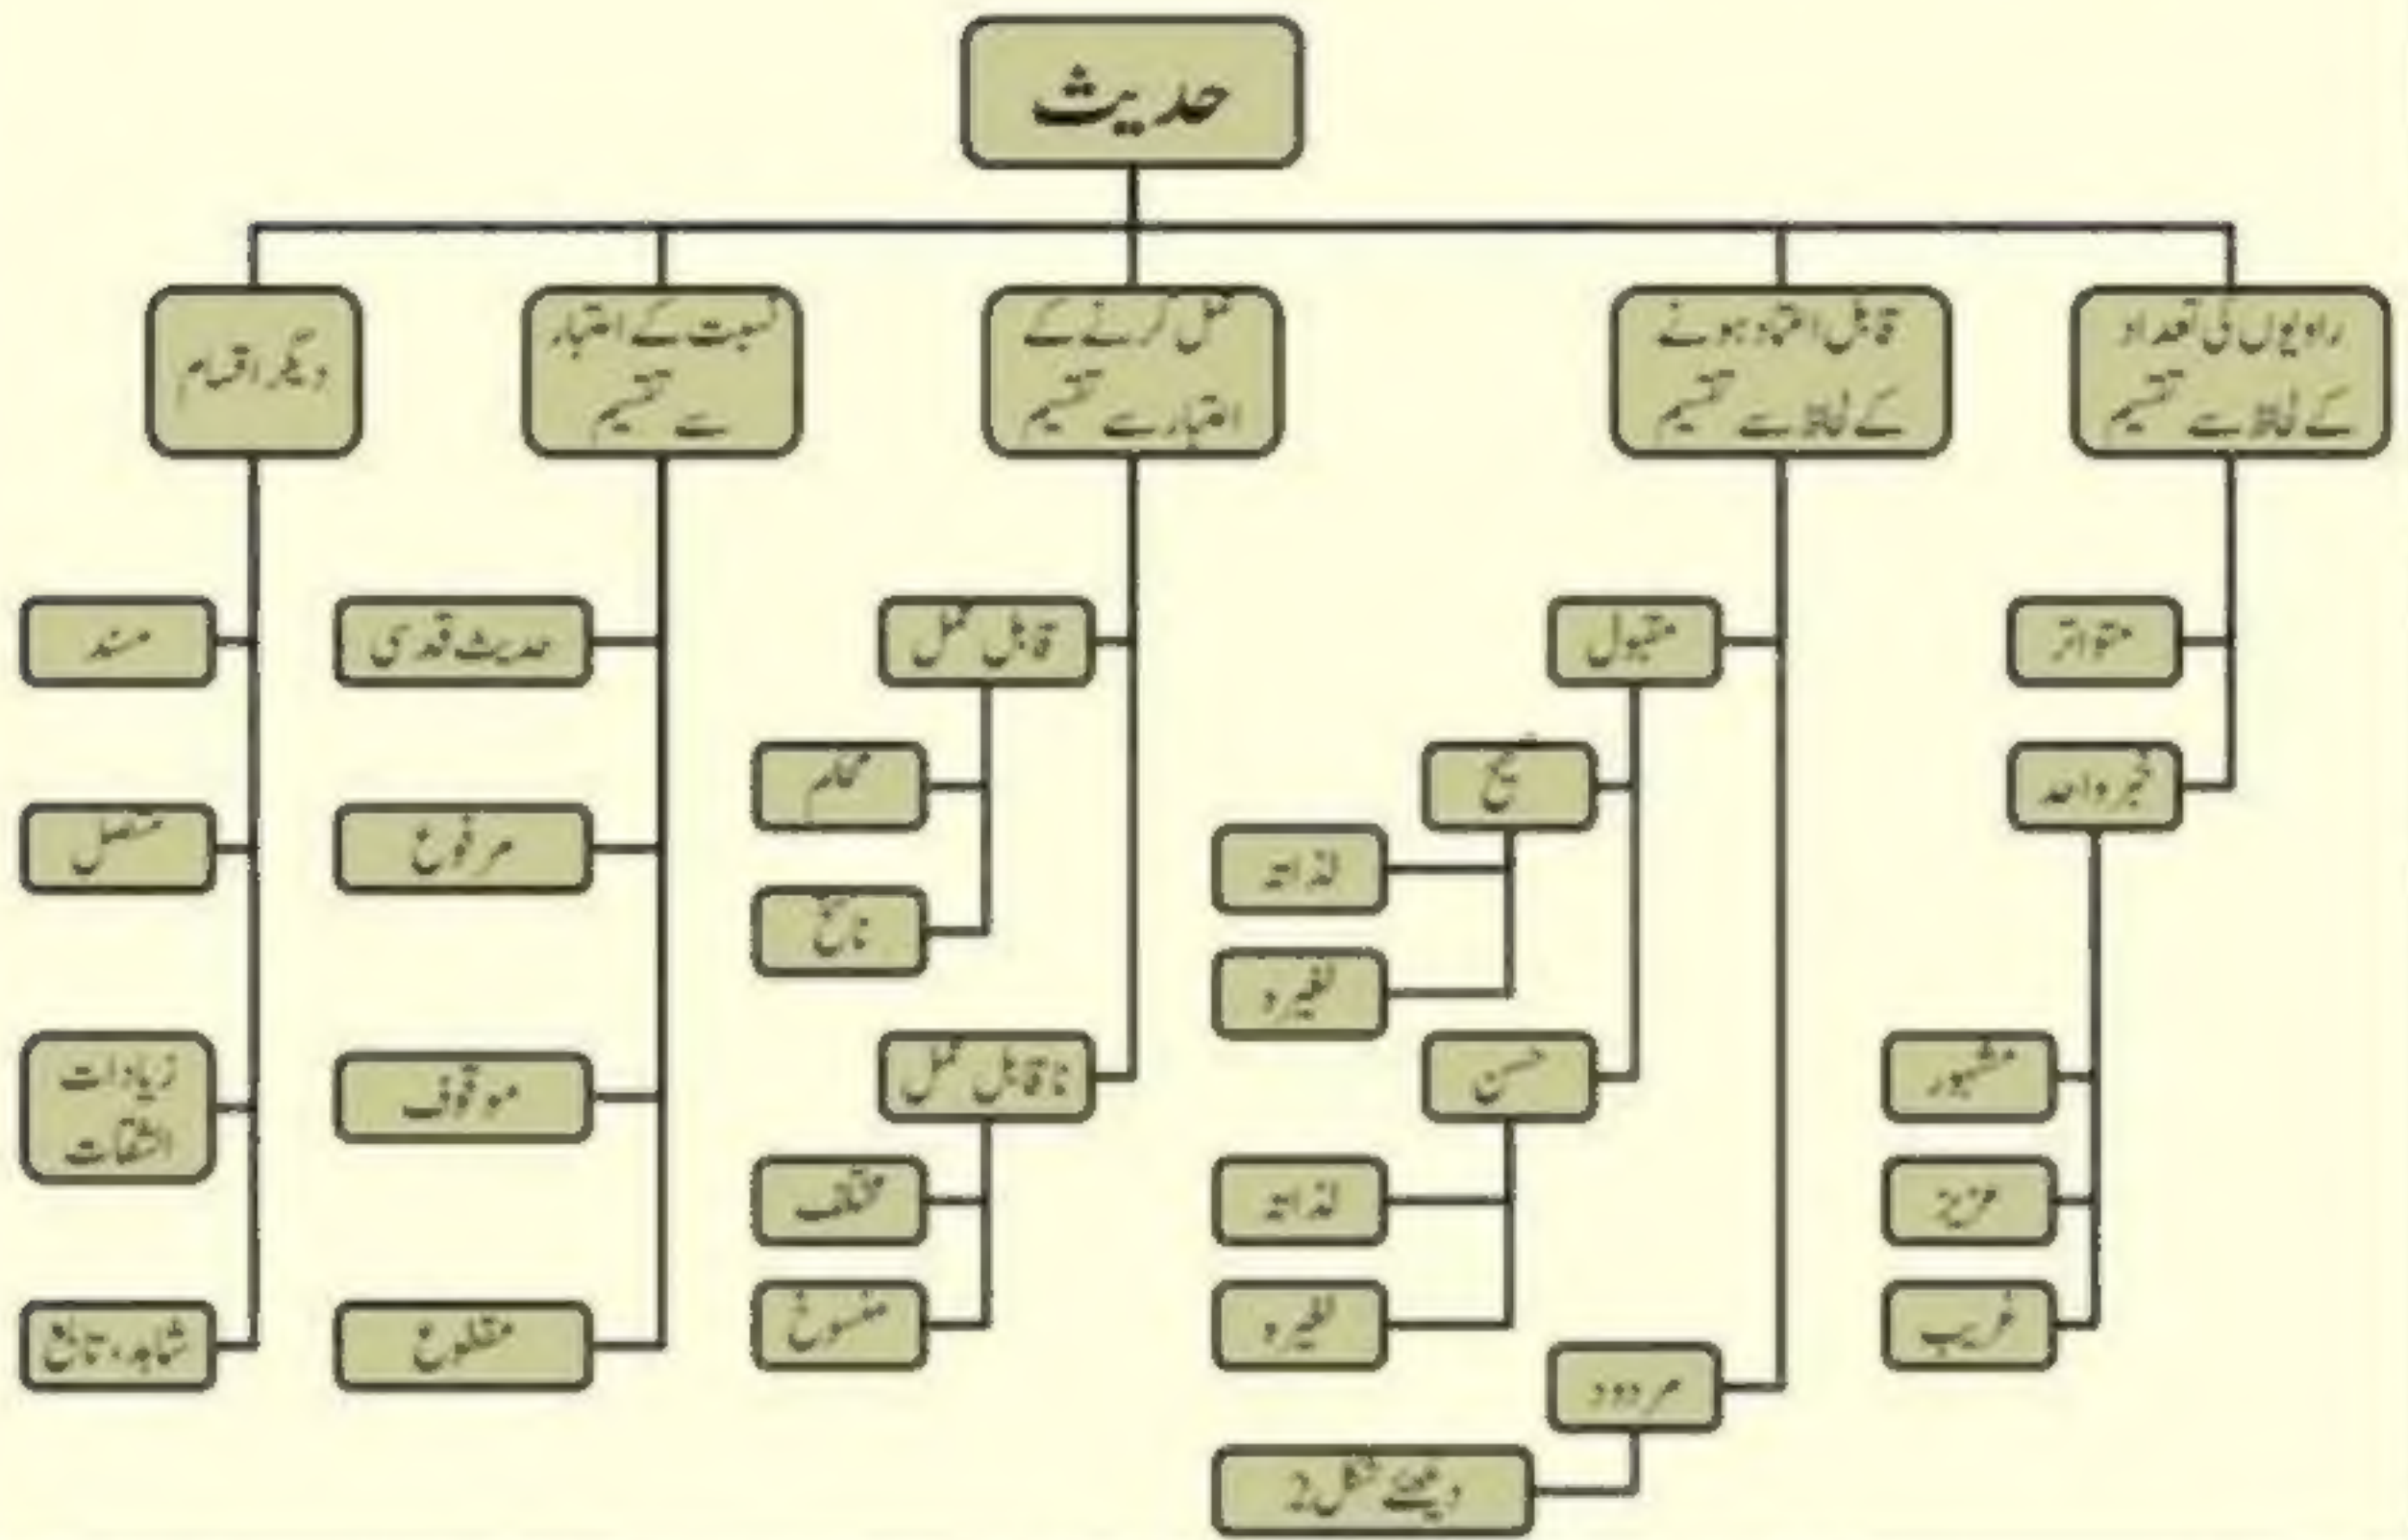 حدیث
راویوں کی تعداد
کے لحاظ سے تقسیم
قابل اعتماد ہونے
کے لحاظ سے تقسیم
عمل کرنے کے
اعتبار سے تقسیم
نسبت کے اعتبار
سے تقسیم
دیگر اقسام
متواتر
خبر واحد
مشہور
عزیز
غریب
مقبول
صحیح
لذاتہ
لغیرہ
حسن
لذاتہ
لغیرہ
مردود
دیکھئے شکل 2
قابل عمل
محکم
ناسخ
ناقابل عمل
مختلف
منسوخ
حدیث قدسی
مرفوع
موقوف
مقطوع
مسند
متصل
زیادات
الثقات
شاہد، تابع